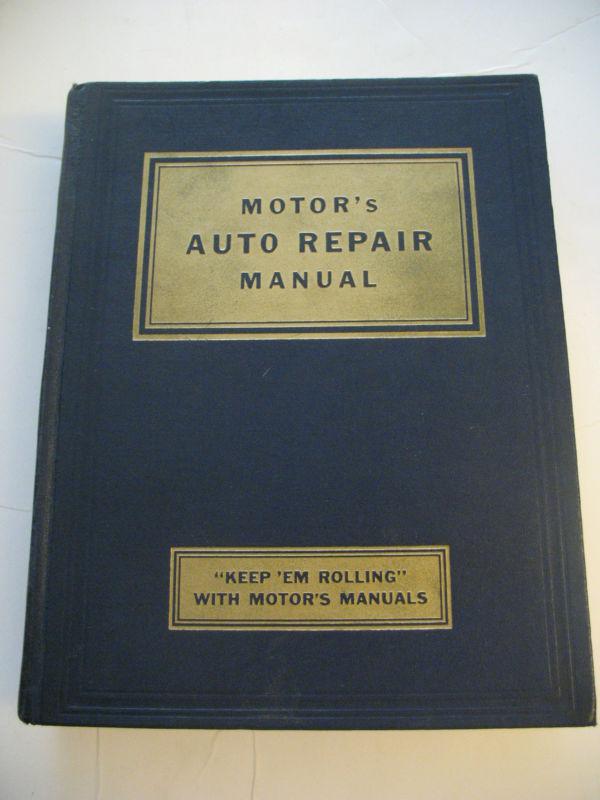 MOTOR's
AUTO REPAIR
MANUAL
"KEEP 'EM ROLLING"
WITH MOTOR'S MANUALS